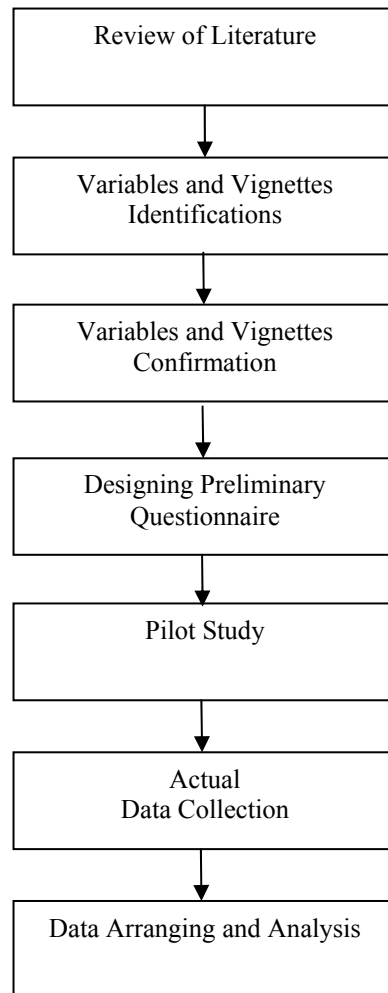 Review of Literature
Variables and Vignettes
Identifications
Variables and Vignettes
Confirmation
Designing Preliminary
Questionnaire
Pilot Study
Actual
Data Collection
Data Arranging and Analysis